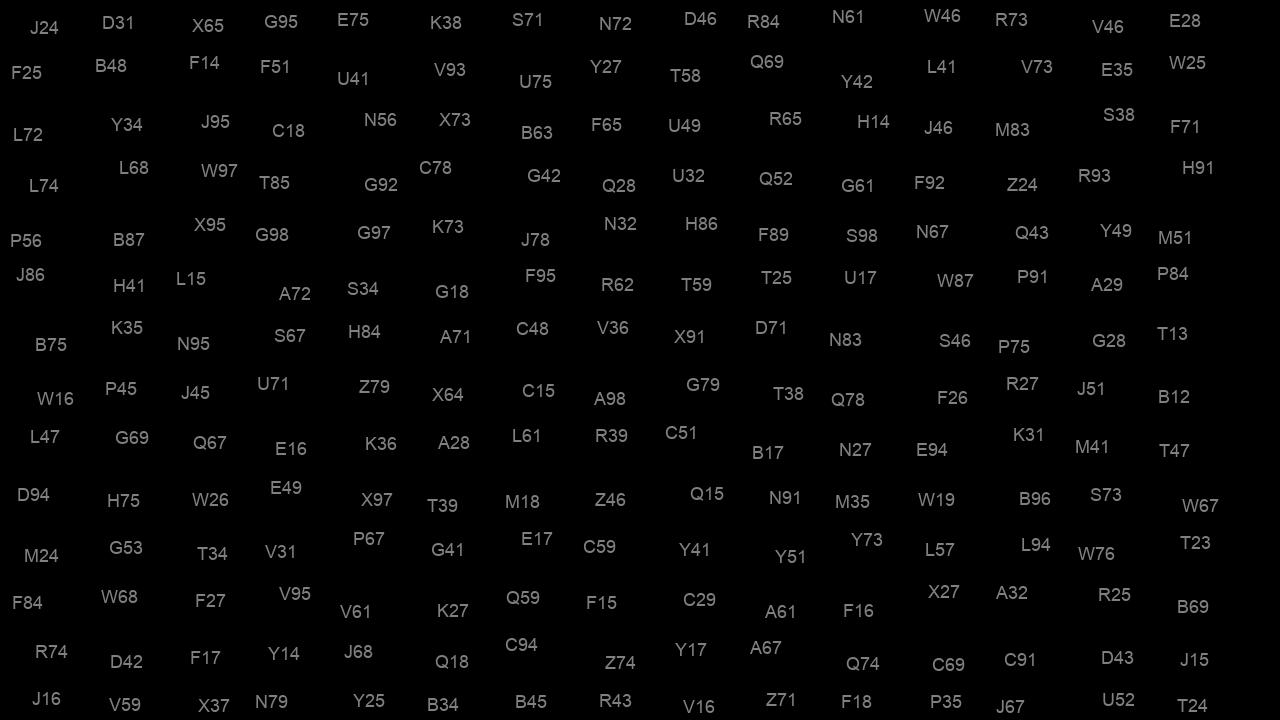 J24 D31 X65 G95 E75 K38 S71 N72 D46 R84 N61 W46 R73 V46 E28
F25 B48 F14 F51 U41 V93 U75 Y27 T58 Q69 Y42 L41 V73 E35 W25
L72 Y34 J95 C18 N56 X73 B63 F65 U49 R65 H14 J46 M83 S38 F71
L74 L68 W97 T85 G92 C78 G42 Q28 U32 Q52 G61 F92 Z24 R93 H91
P56 B87 X95 G98 G97 K73 J78 N32 H86 F89 S98 N67 Q43 Y49 M51
J86 H41 L15 A72 S34 G18 F95 R62 T59 T25 U17 W87 P91 A29 P84
B75 K35 N95 S67 H84 A71 C48 V36 X91 D71 N83 S46 P75 G28 T13
W16 P45 J45 U71 Z79 X64 C15 A98 G79 T38 Q78 F26 R27 J51 B12
L47 G69 Q67 E16 K36 A28 L61 R39 C51 B17 N27 E94 K31 M41 T47
D94 H75 W26 E49 X97 T39 M18 Z46 Q15 N91 M35 W19 B96 S73 W67
M24 G53 T34 V31 P67 G41 E17 C59 Y41 Y51 Y73 L57 L94 W76 T23
F84 W68 F27 V95 V61 K27 Q59 F15 C29 A61 F16 X27 A32 R25 B69
R74 D42 F17 Y14 J68 Q18 C94 Z74 Y17 A67 Q74 C69 C91 D43 J15
J16 V59 X37 N79 Y25 B34 B45 R43 V16 Z71 F18 P35 J67 U52 T24